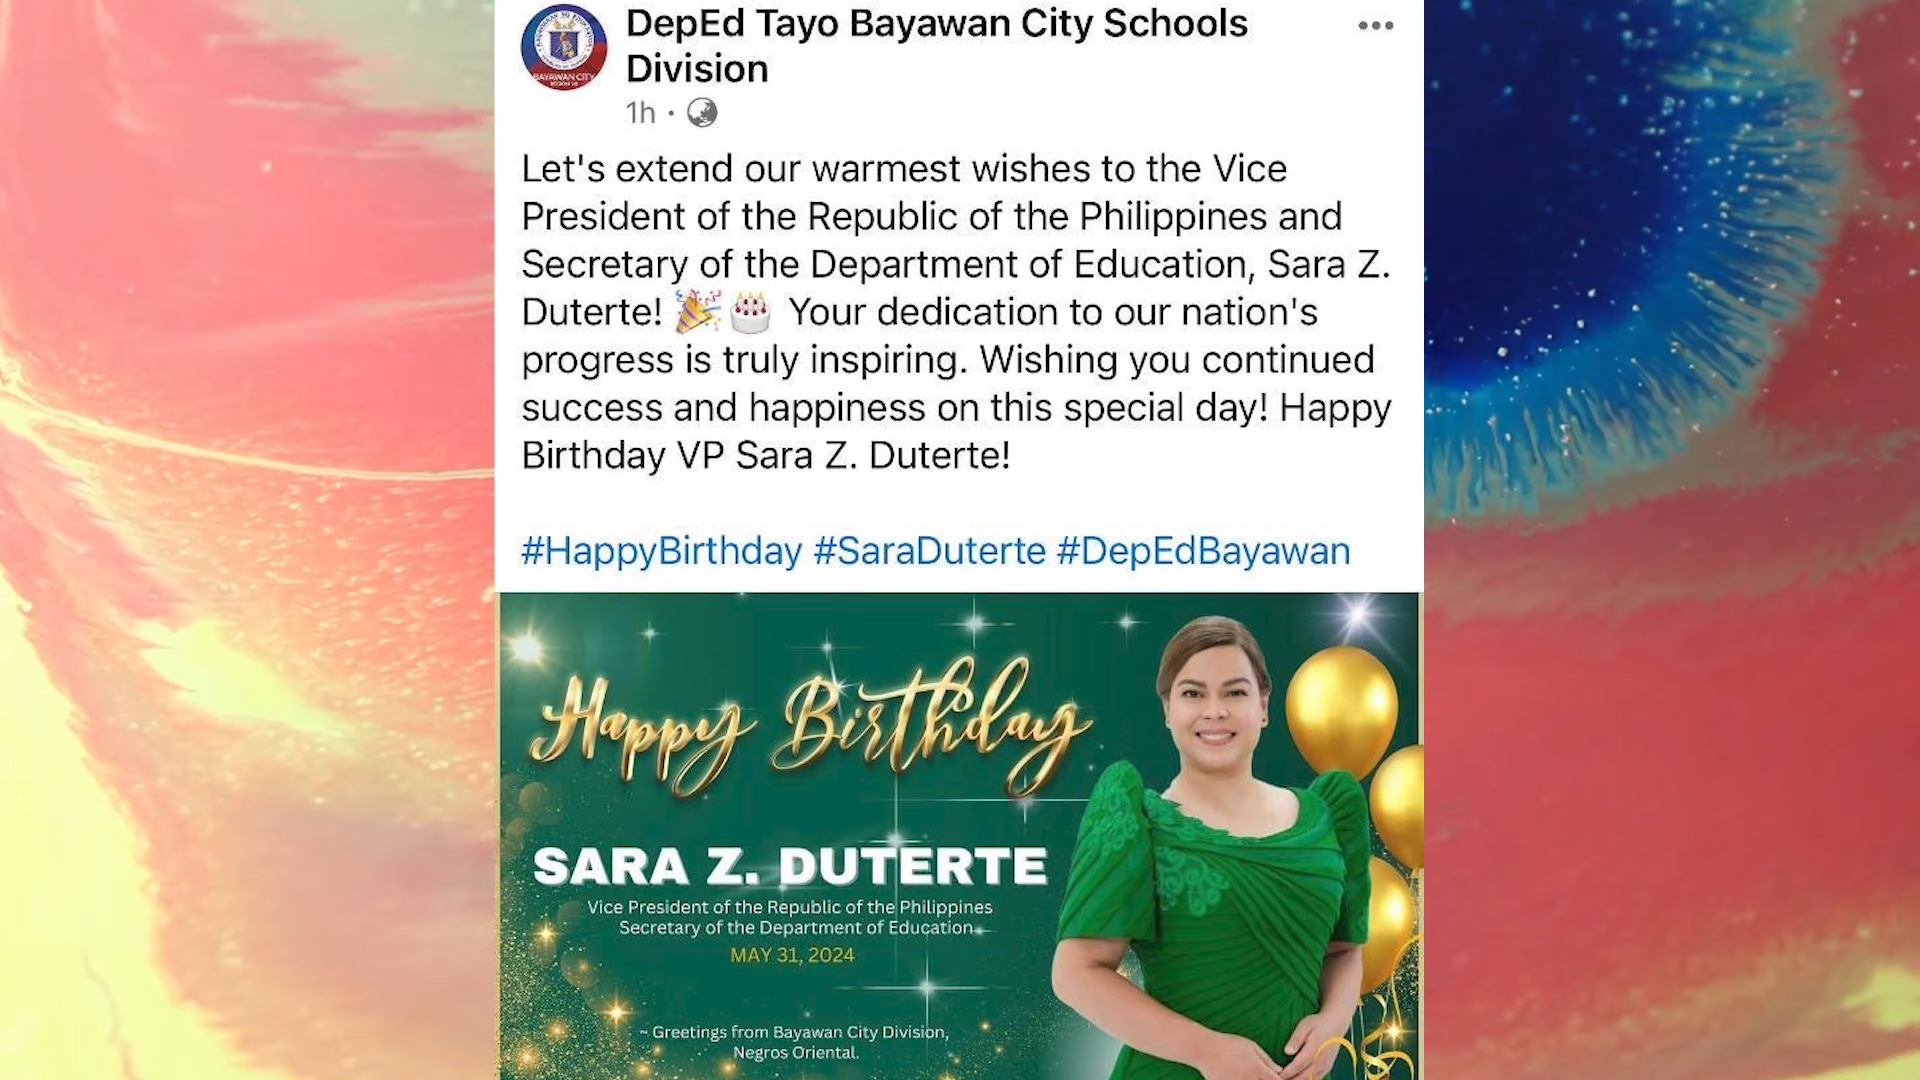 DepEd Tayo Bayawan City Schools
Division
1h ·
BAYAWAN CITY
Let's extend our warmest wishes to the Vice
President of the Republic of the Philippines and
Secretary of the Department of Education, Sara Z.
Duterte! 🎉🎂 Your dedication to our nation's
progress is truly inspiring. Wishing you continued
success and happiness on this special day! Happy
Birthday VP Sara Z. Duterte!
#HappyBirthday #SaraDuterte #DepEdBayawan
Happy Birthday
SARA Z. DUTERTE
Vice President of the Republic of the Philippines
Secretary of the Department of Education
MAY 31, 2024
~ Greetings from Bayawan City Division,
Negros Oriental.